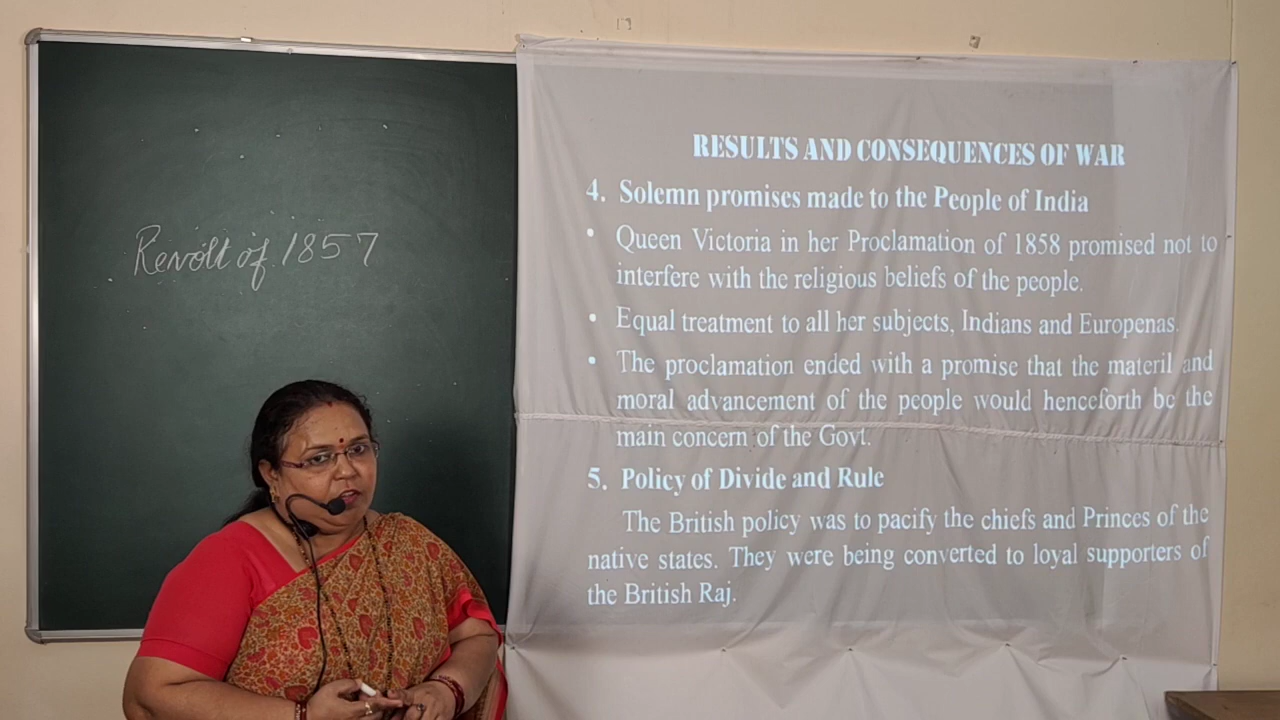 Revolt of 1857
RESULTS AND CONSEQUENCES OF WAR
4. Solemn promises made to the People of India
• Queen Victoria in her Proclamation of 1858 promised not to
interfere with the religious beliefs of the people.
• Equal treatment to all her subjects, Indians and Europenas.
• The proclamation ended with a promise that the materil and
moral advancement of the people would henceforth be the
main concern of the Govt.
5. Policy of Divide and Rule
The British policy was to pacify the chiefs and Princes of the
native states. They were being converted to loyal supporters of
the British Raj.